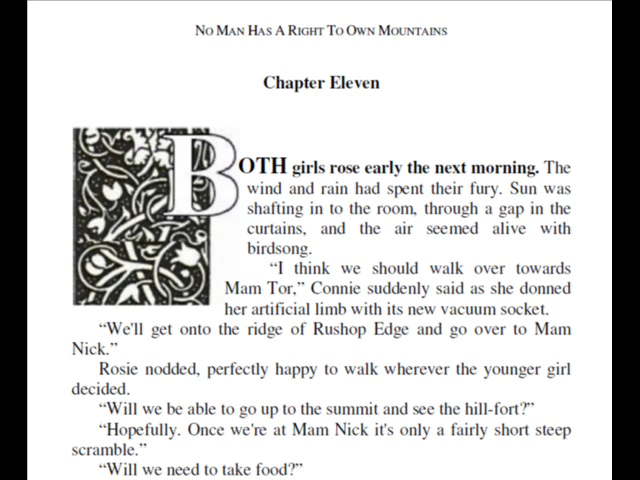 NO MAN HAS A RIGHT TO OWN MOUNTAINS
Chapter Eleven
BOTH girls rose early the next morning. The
wind and rain had spent their fury. Sun was
shafting in to the room, through a gap in the
curtains, and the air seemed alive with
birdsong.
“I think we should walk over towards
Mam Tor,” Connie suddenly said as she donned
her artificial limb with its new vacuum socket.
“We'll get onto the ridge of Rushop Edge and go over to Mam
Nick.”
Rosie nodded, perfectly happy to walk wherever the younger girl
decided.
“Will we be able to go up to the summit and see the hill-fort?”
“Hopefully. Once we're at Mam Nick it's only a fairly short steep
scramble.”
“Will we need to take food?”